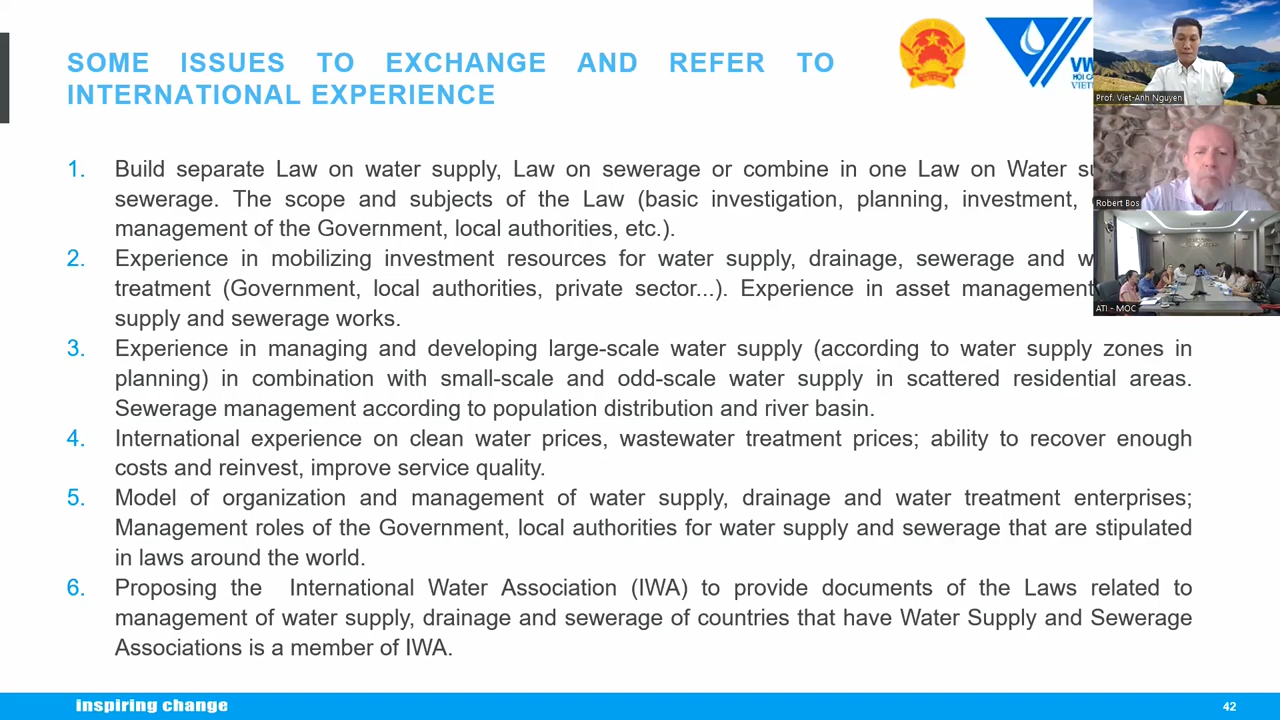 SOME ISSUES TO EXCHANGE AND REFER TO
INTERNATIONAL EXPERIENCE
VW
HỘI CẤ
VIỆT
Prof. Viet-Anh Nguyen
Robert Bos
ATI - MOC
1. Build separate Law on water supply, Law on sewerage or combine in one Law on Water
sewerage. The scope and subjects of the Law (basic investigation, planning, investment,
management of the Government, local authorities, etc.).
2. Experience in mobilizing investment resources for water supply, drainage, sewerage and
treatment (Government, local authorities, private sector...). Experience in asset management
supply and sewerage works.
3. Experience in managing and developing large-scale water supply (according to water supply zones in
planning) in combination with small-scale and odd-scale water supply in scattered residential areas.
Sewerage management according to population distribution and river basin.
4. International experience on clean water prices, wastewater treatment prices; ability to recover enough
costs and reinvest, improve service quality.
5. Model of organization and management of water supply, drainage and water treatment enterprises;
Management roles of the Government, local authorities for water supply and sewerage that are stipulated
in laws around the world.
6. Proposing the International Water Association (IWA) to provide documents of the Laws related to
management of water supply, drainage and sewerage of countries that have Water Supply and Sewerage
Associations is a member of IWA.
inspiring change
42